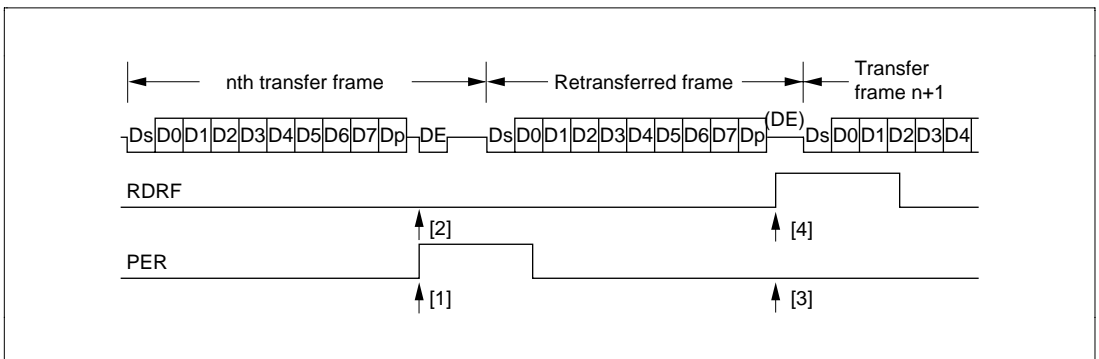 nth transfer frame
Retransferred frame
Transfer
frame n+1
(DE)
Ds D0 D1 D2 D3 D4 D5 D6 D7 Dp DE Ds D0 D1 D2 D3 D4 D5 D6 D7 Dp Ds D0 D1 D2 D3 D4
RDRF
[2]
[4]
PER
[1]
[3]